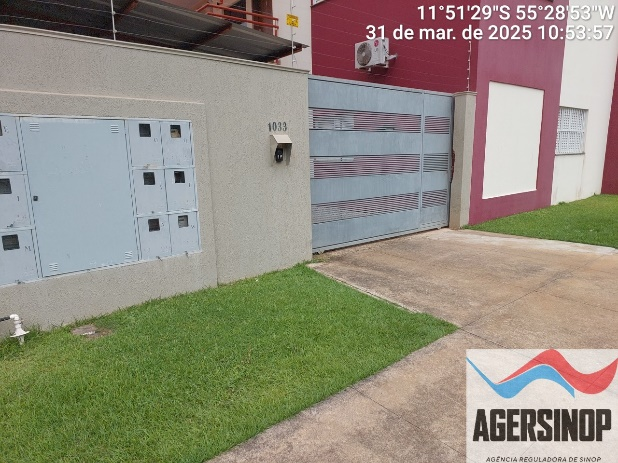 11°51'29"S 55°28'53"W
31 de mar. de 2025 10:53:57
1033
AGERSINOP
AGÊNCIA REGULADORA DE SINOP